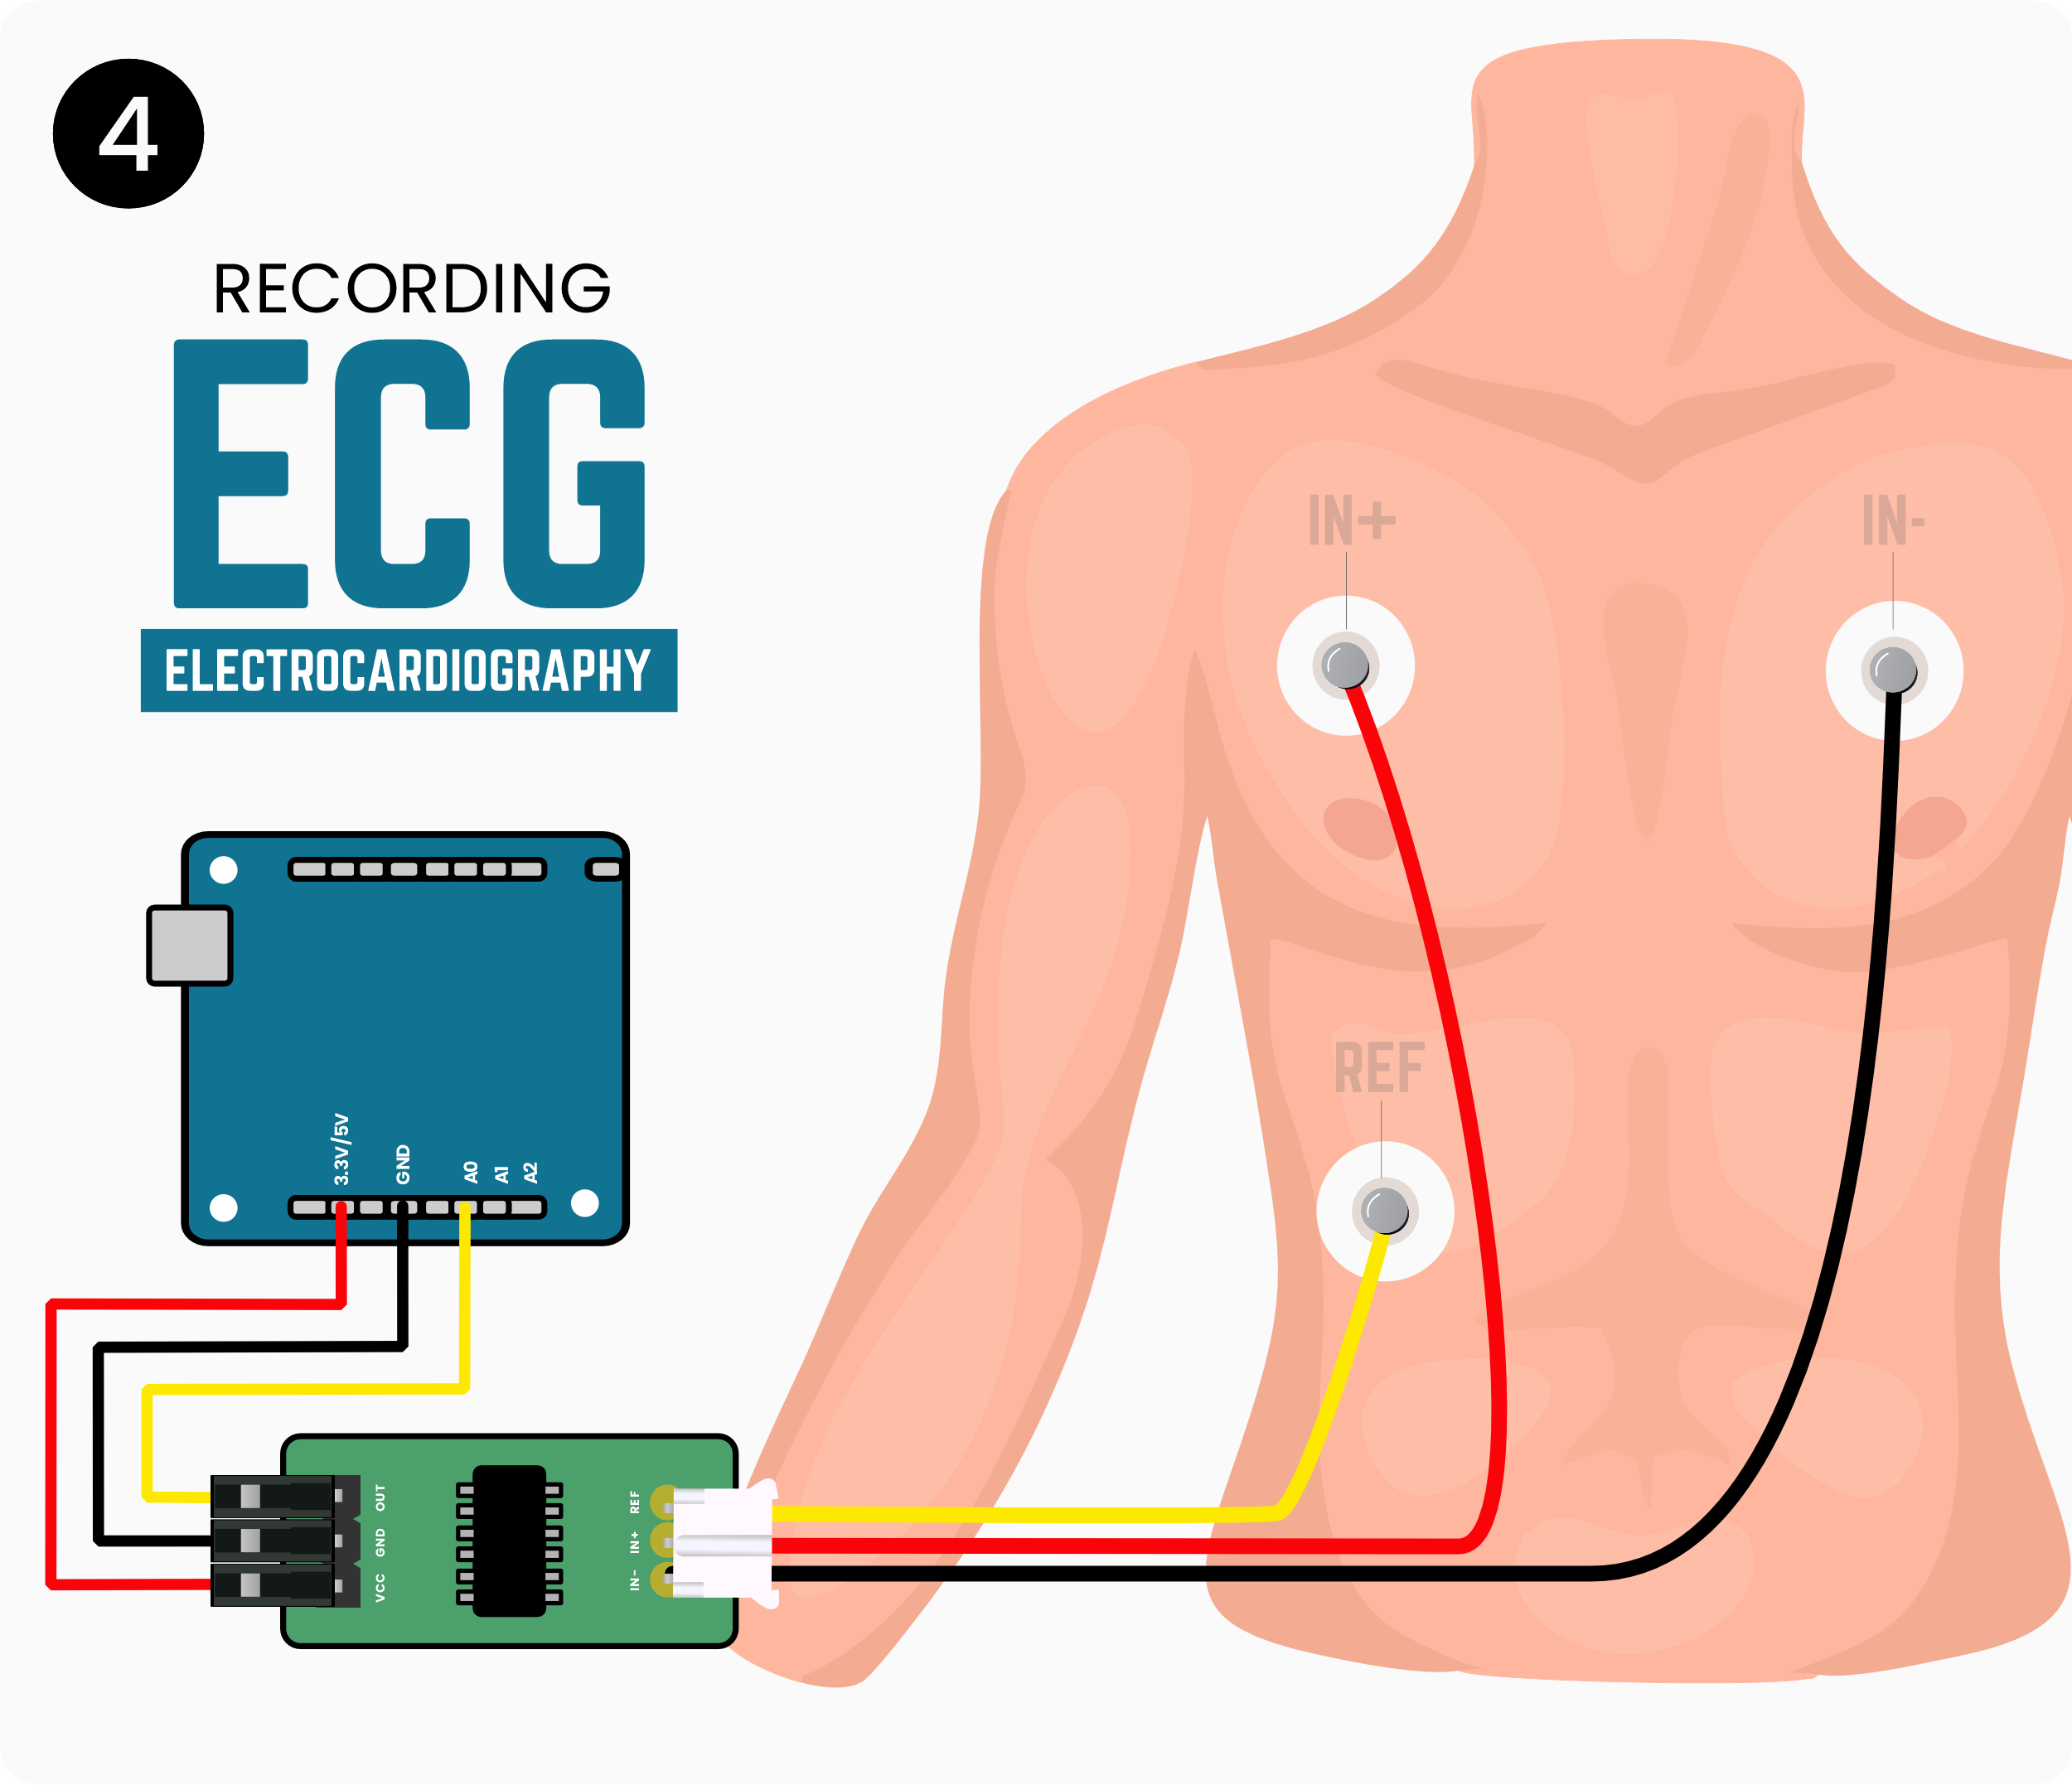 4
RECORDING
ECG
ELECTROCARDIOGRAPHY
IN+
IN-
REF
3.3V/5V
GND
A0
A1
A2
OUT
GND
VCC
REF
IN+
IN-